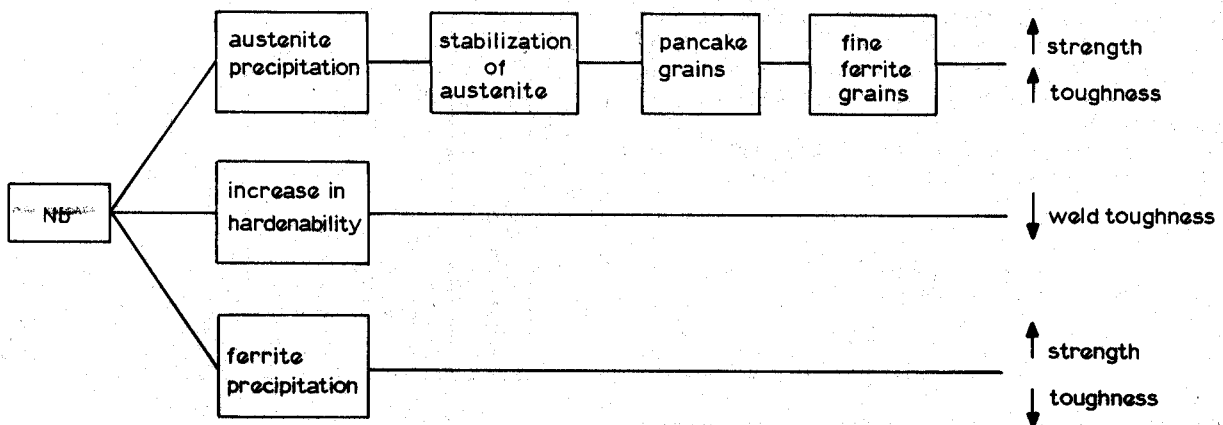 austenite
precipitation
stabilization
of
austenite
pancake
grains
fine
ferrite
grains
strength
toughness
Nb
increase in
hardenability
weld toughness
ferrite
precipitation
strength
toughness